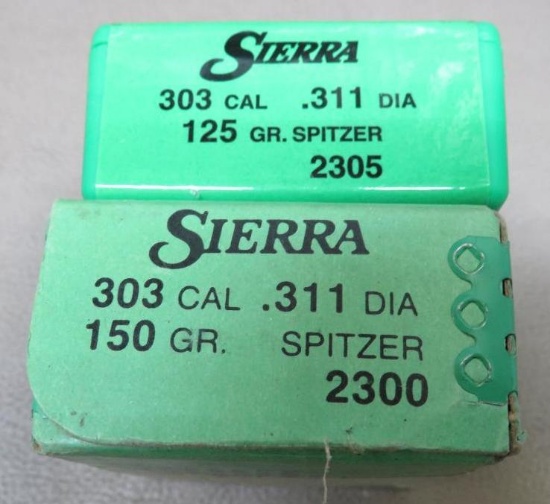 SIERRA
303 CAL .311 DIA
125 GR. SPITZER
2305
SIERRA
303 CAL .311 DIA
150 GR. SPITZER
2300